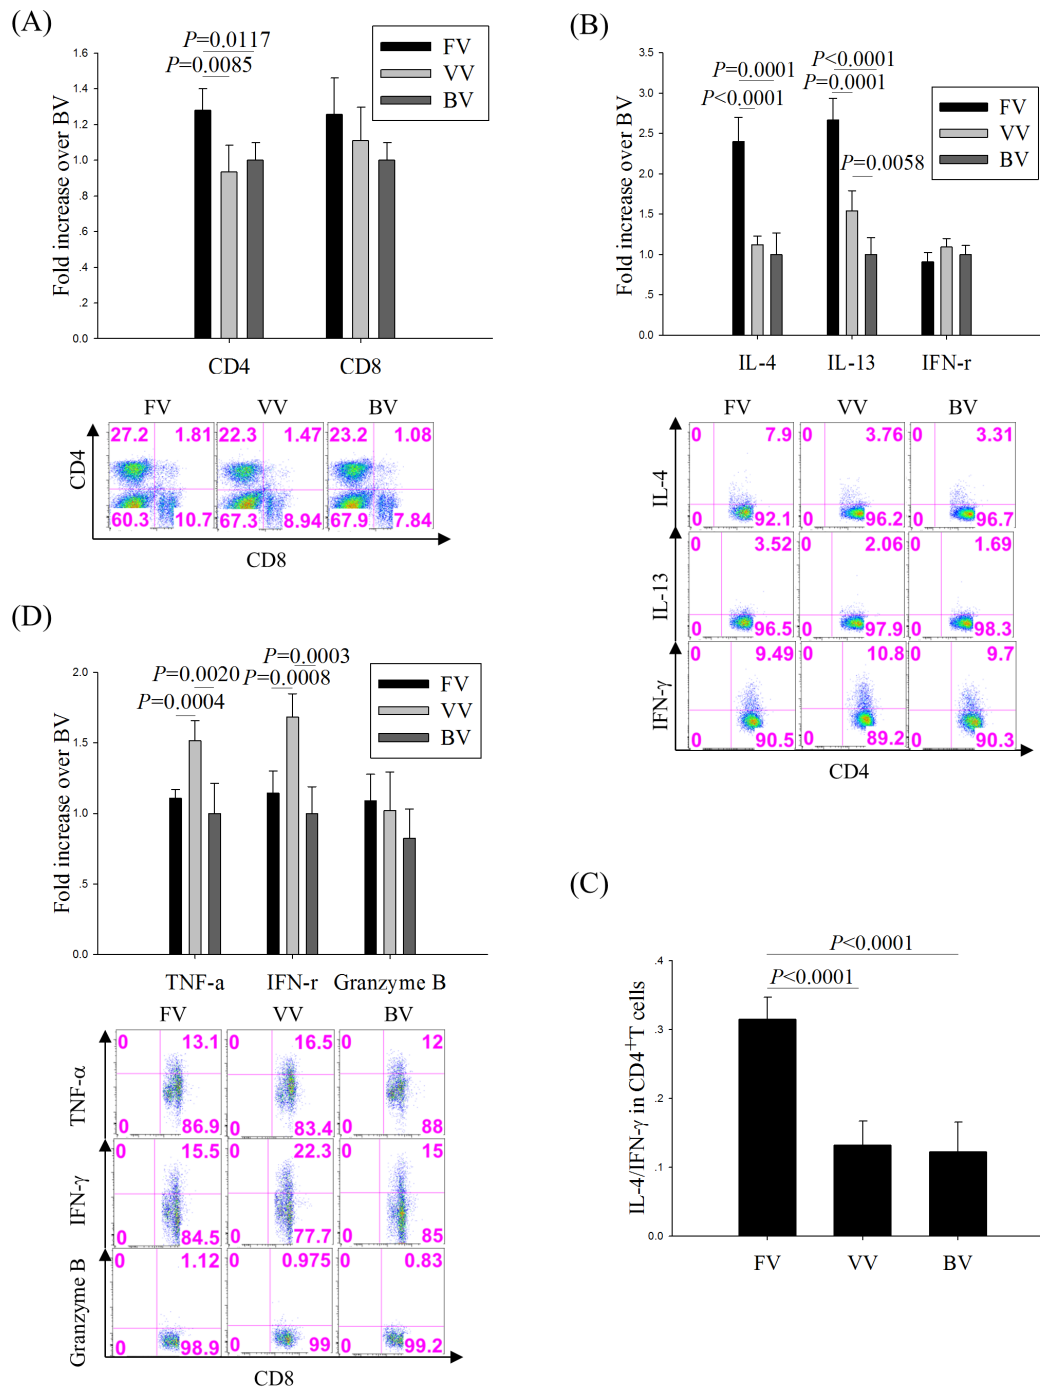 (A)
P=0.0117
P=0.0085
FV
VV
BV
Fold increase over BV
1.6
1.4
1.2
1.0
.8
.6
.4
.2
0.0
CD4 CD8
FV VV BV
27.2 1.81 22.3 1.47 23.2 1.08
60.3 10.7 67.3 8.94 67.9 7.84
CD4
CD8
(B)
P<0.0001
P=0.0001 P=0.0001
P<0.0001
P=0.0058
FV
VV
BV
Fold increase over BV
3.5
3.0
2.5
2.0
1.5
1.0
.5
0.0
IL-4 IL-13 IFN-r
FV VV BV
IL-4
0 7.9 0 3.76 0 3.31
0 92.1 0 96.2 0 96.7
IL-13
0 3.52 0 2.06 0 1.69
0 96.5 0 97.9 0 98.3
IFN-γ
0 9.49 0 10.8 0 9.7
0 90.5 0 89.2 0 90.3
CD4
(D)
P=0.0003
P=0.0020 P=0.0008
P=0.0004
FV
VV
BV
Fold increase over BV
2.0
1.5
1.0
.5
0.0
TNF-a IFN-r Granzyme B
FV VV BV
TNF-α
0 13.1 0 16.5 0 12
0 86.9 0 83.4 0 88
IFN-γ
0 15.5 0 22.3 0 15
0 84.5 0 77.7 0 85
Granzyme B
0 1.12 0 0.975 0 0.83
0 98.9 0 99 0 99.2
CD8
(C)
P<0.0001
P<0.0001
IL-4/IFN-γ in CD4+T cells
.4
.3
.2
.1
0.0
FV VV BV